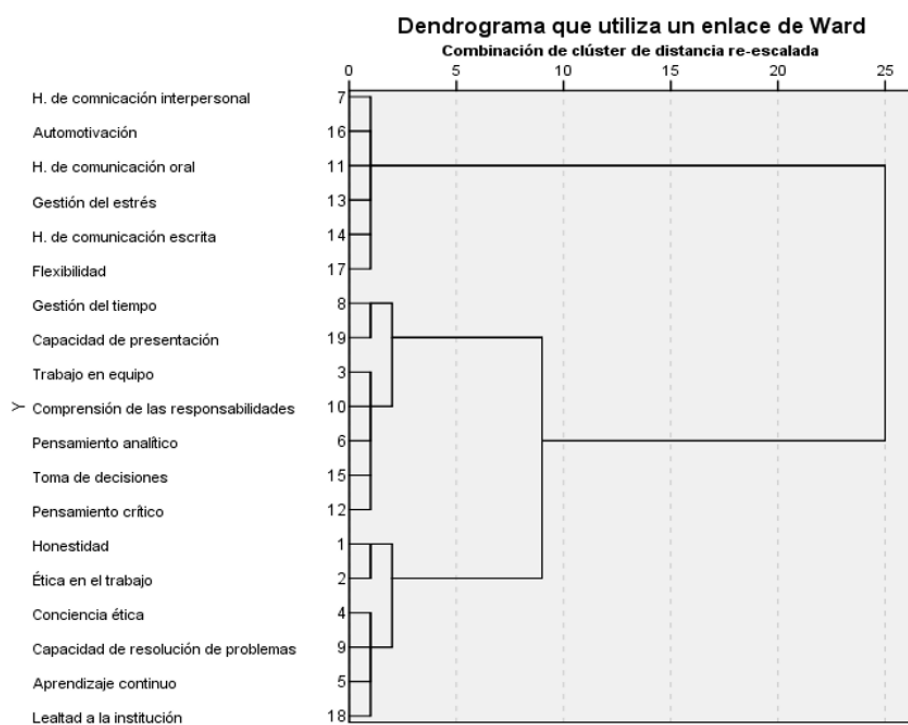 Dendrograma que utiliza un enlace de Ward
Combinación de clúster de distancia re-escalada
0 5 10 15 20 25
H. de comnicación interpersonal 7
Automotivación 16
H. de comunicación oral 11
Gestión del estrés 13
H. de comunicación escrita 14
Flexibilidad 17
Gestión del tiempo 8
Capacidad de presentación 19
Trabajo en equipo 3
Y Comprensión de las responsabilidades 10
Pensamiento analítico 6
Toma de decisiones 15
Pensamiento crítico 12
Honestidad 1
Ética en el trabajo 2
Conciencia ética 4
Capacidad de resolución de problemas 9
Aprendizaje continuo 5
Lealtad a la institución 18